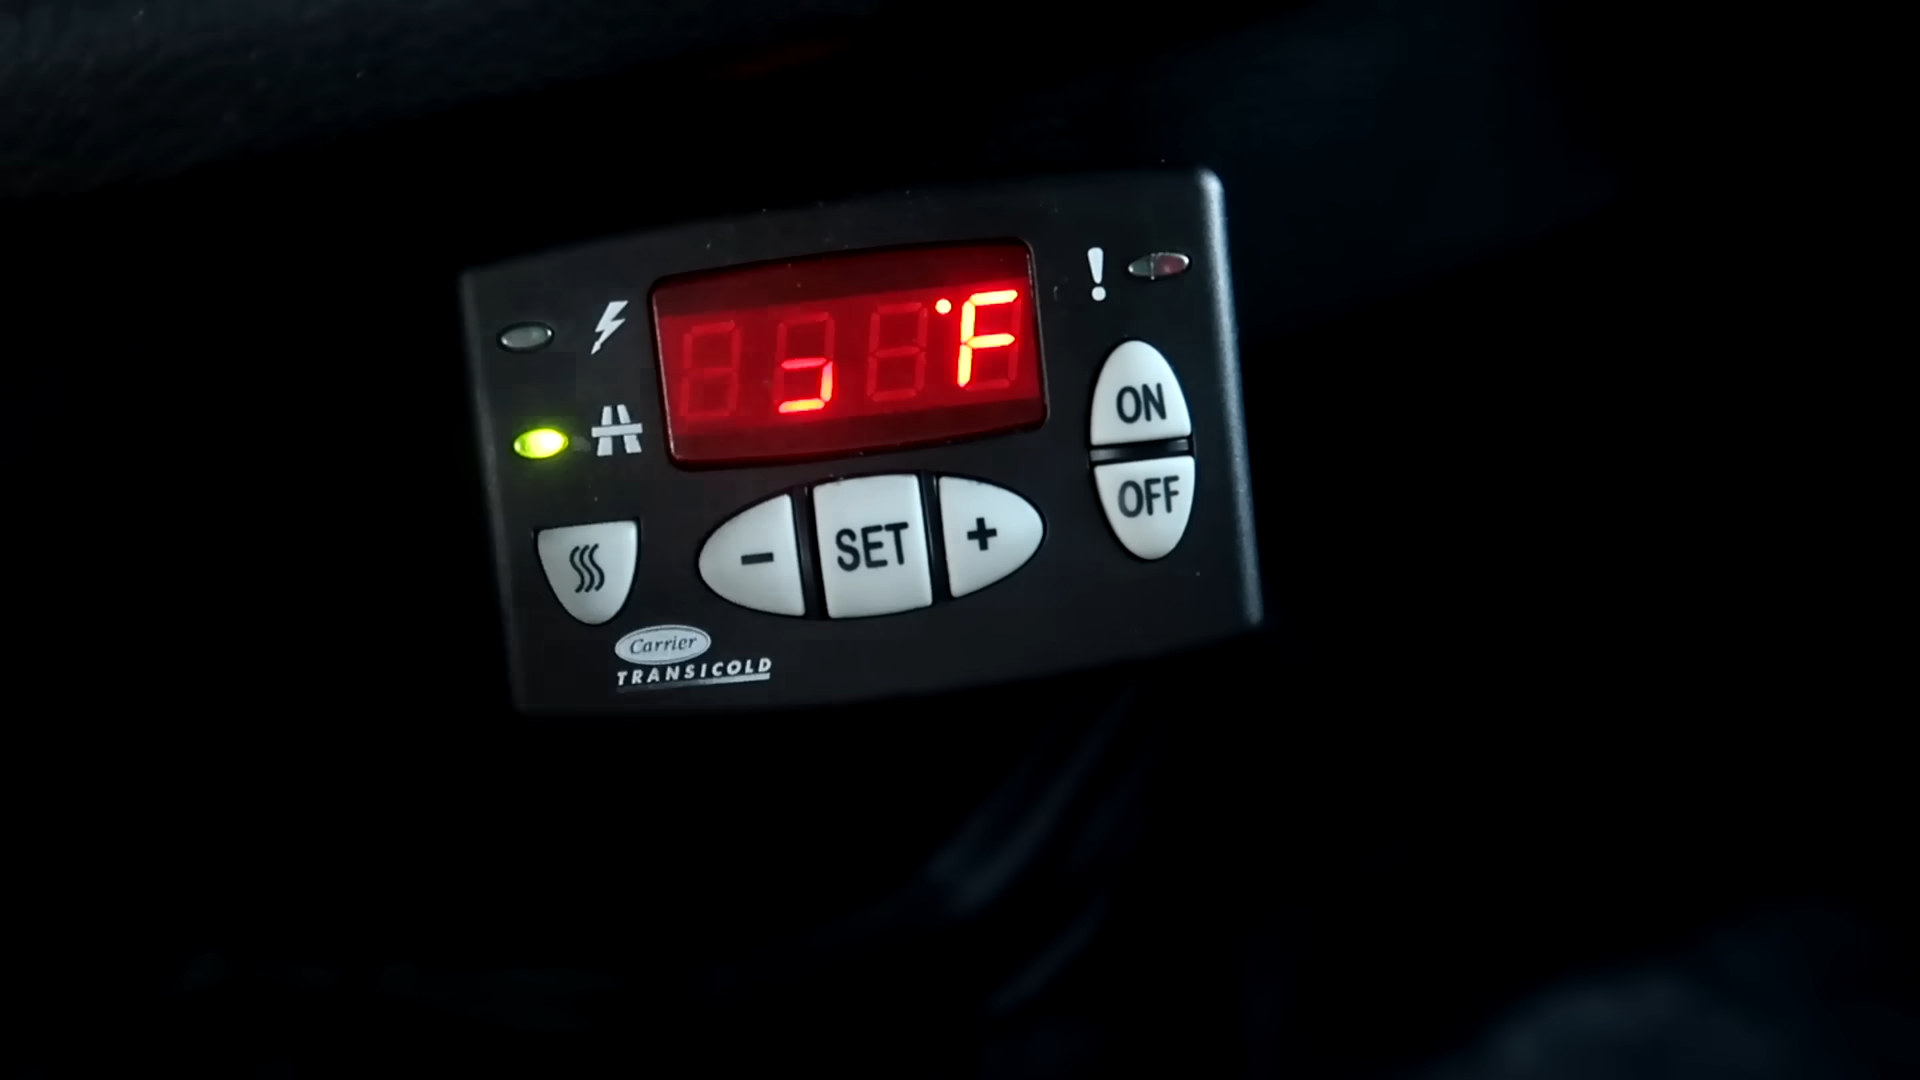 °F
!
ON
OFF
- SET +
Carrier
TRANSICOLD